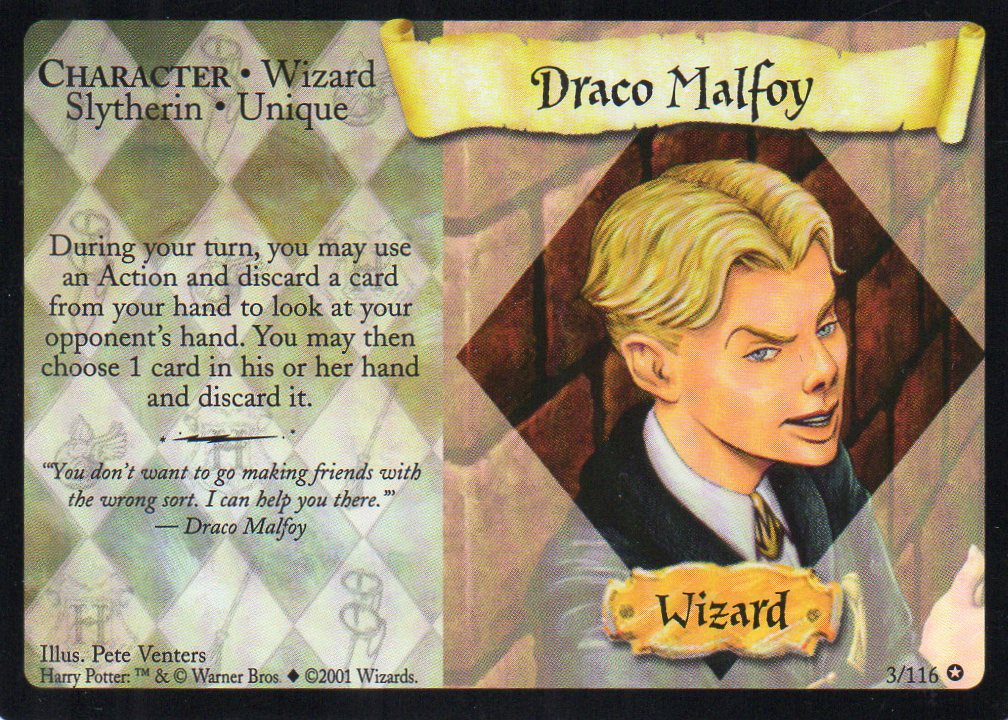 CHARACTER • Wizard
Slytherin • Unique
Draco Malfoy
During your turn, you may use
an Action and discard a card
from your hand to look at your
opponent's hand. You may then
choose 1 card in his or her hand
and discard it.
“‘You don't want to go making friends with
the wrong sort. I can help you there.’”
— Draco Malfoy
Wizard
Illus. Pete Venters
Harry Potter: ™ & © Warner Bros. ♦ ©2001 Wizards.
3/116 ✪
H
H